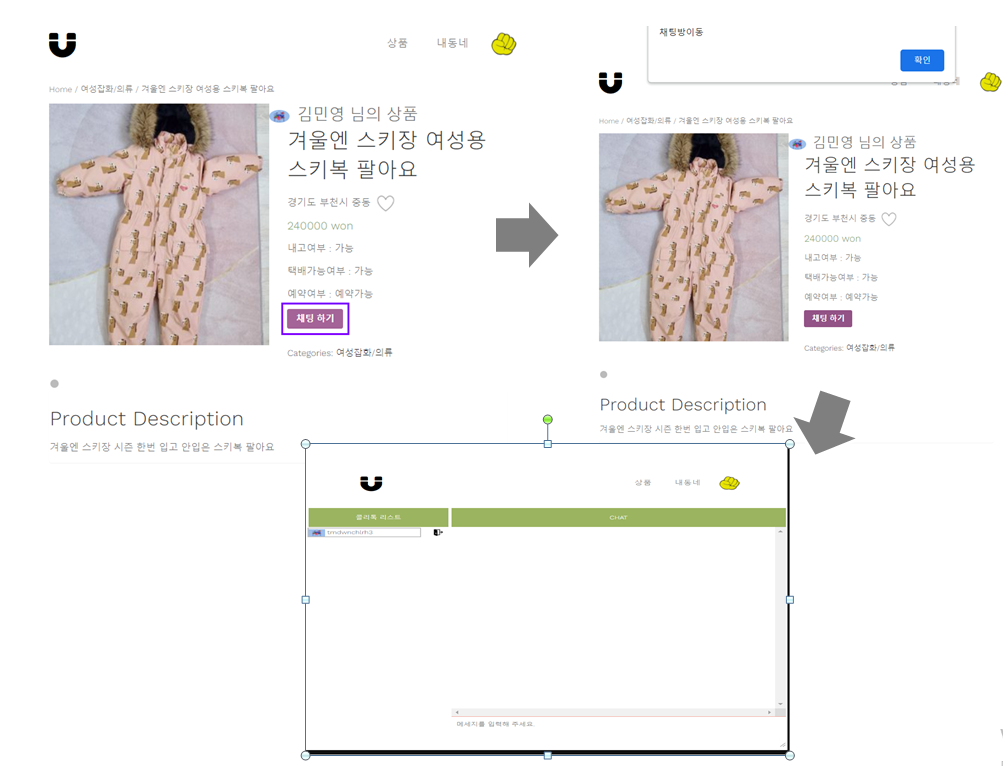 상품 내동네
Home / 여성잡화/의류 / 겨울엔 스키장 여성용 스키복 팔아요
김민영 님의 상품
겨울엔 스키장 여성용
스키복 팔아요
경기도 부천시 중동
240000 won
내고여부 : 가능
택배가능여부 : 가능
예약여부 : 예약가능
채팅 하기
Categories: 여성잡화/의류
Product Description
겨울엔 스키장 시즌 한번 입고 안입은 스키복 팔아요
채팅방이동
확인
Home / 여성잡화/의류 / 겨울엔 스키장 여성용 스키복 팔아요
김민영 님의 상품
겨울엔 스키장 여성용
스키복 팔아요
경기도 부천시 중동
240000 won
내고여부 : 가능
택배가능여부 : 가능
예약여부 : 예약가능
채팅 하기
Categories: 여성잡화/의류
Product Description
겨울엔 스키장 시즌 한번 입고 안입은 스키복 팔아요
상품 내동네
리스트
CHAT
메세지를 입력해 주세요